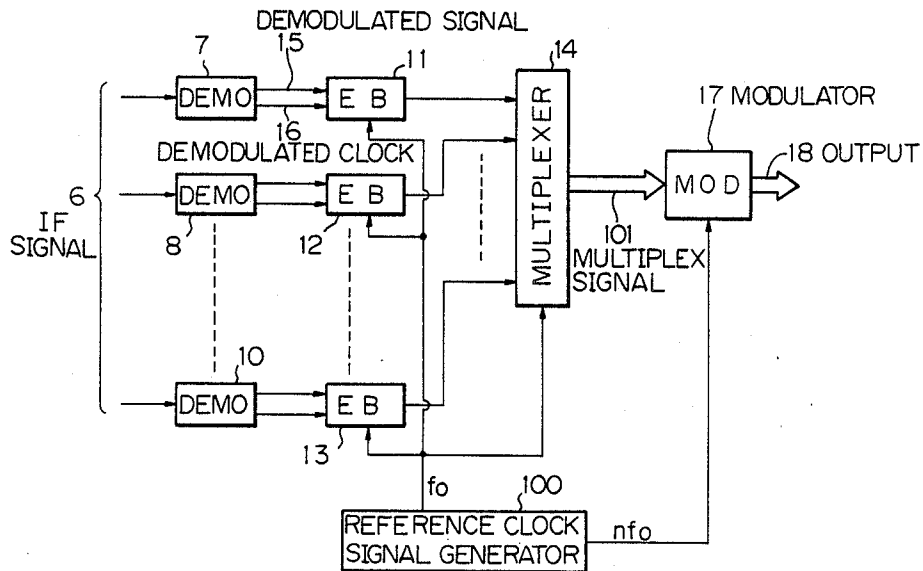 DEMODULATED SIGNAL
7
15
11
14
DEMO
E B
16
17 MODULATOR
DEMODULATED CLOCK
MULTIPLEXER
18 OUTPUT
6
IF
SIGNAL
DEMO
E B
MOD
8
12
101
MULTIPLEX
SIGNAL
10
DEMO
E B
13
fo
100
REFERENCE CLOCK
SIGNAL GENERATOR
nfo